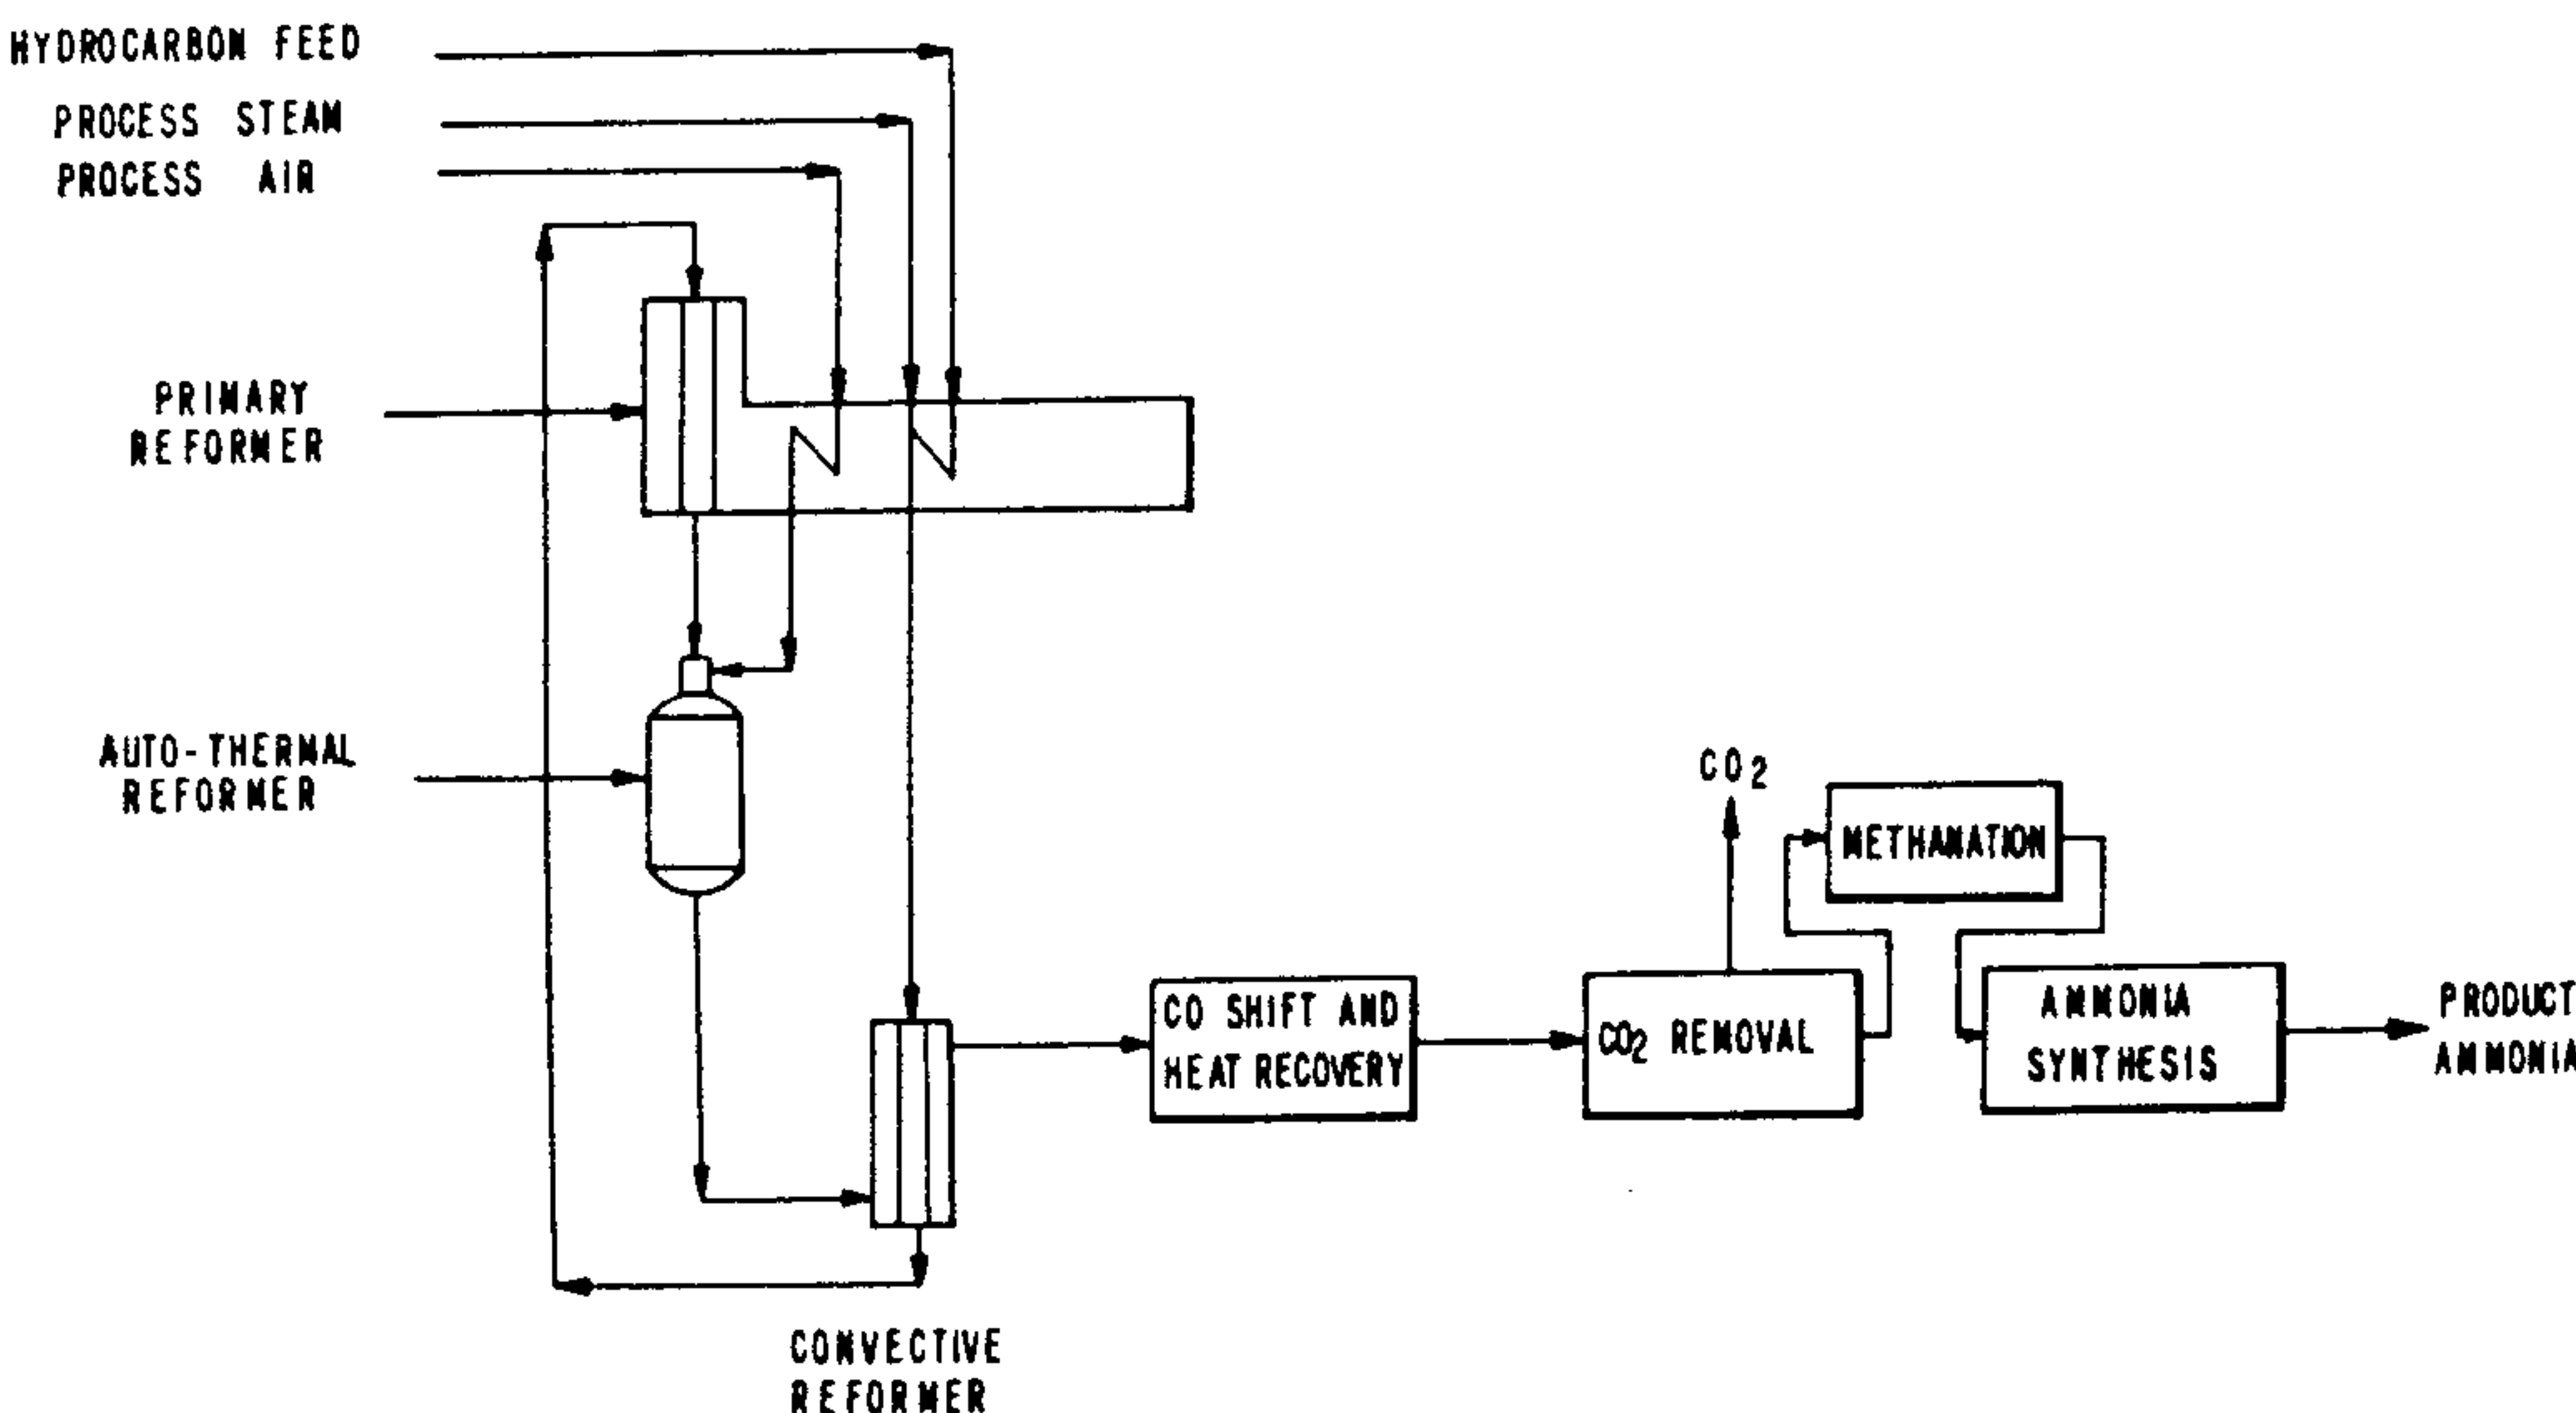 HYDROCARBON FEED
PROCESS STEAM
PROCESS AIR
PRIMARY
REFORMER
AUTO-THERMAL
REFORMER
CO2
METHANATION
CO SHIFT AND
HEAT RECOVERY
CO2 REMOVAL
AMMONIA
SYNTHESIS
PRODUCT
AMMONIA
CONVECTIVE
REFORMER